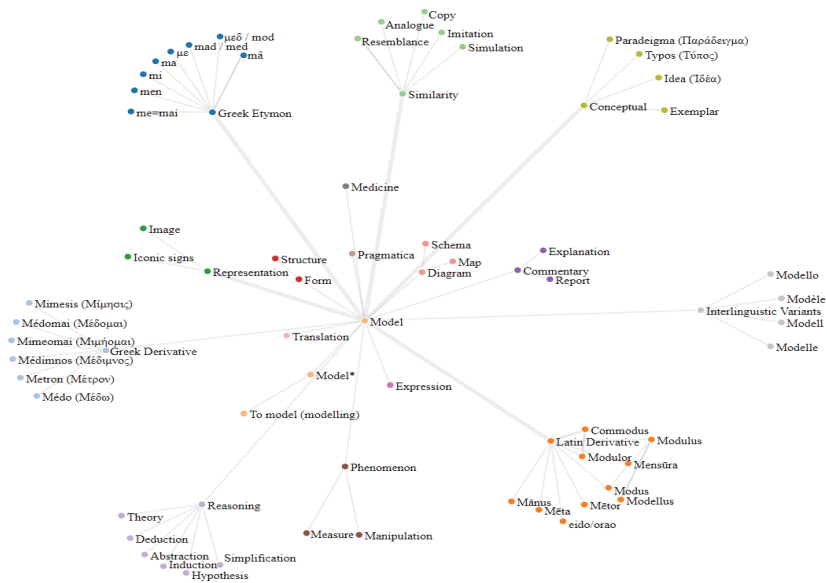 Copy
Analogue
Imitation
Resemblance
Simulation
Similarity
μεδ / mod
mad / med
mâ
με
ma
mi
men
me=mai
Greek Etymon
Paradeigma (Παράδειγμα)
Typos (Τύπος)
Idea (Ἰδέα)
Exemplar
Conceptual
Medicine
Image
Iconic signs
Representation
Structure
Form
Pragmatica
Schema
Map
Diagram
Explanation
Commentary
Report
Modello
Modèle
Interlinguistic Variants
Modell
Modelle
Model
Mimesis (Μίμησις)
Médomai (Μέδομαι)
Mimeomai (Μιμήομαι)
Greek Derivative
Médimnos (Μέδιμνος)
Metron (Μέτρον)
Médo (Μέδω)
Translation
Model*
Expression
To model (modelling)
Commodus
Latin Derivative
Modulus
Modulor
Mensūra
Modus
Modellus
Mánus
Mēta
Mētor
eido/orao
Phenomenon
Measure
Manipulation
Reasoning
Theory
Deduction
Abstraction
Induction
Simplification
Hypothesis